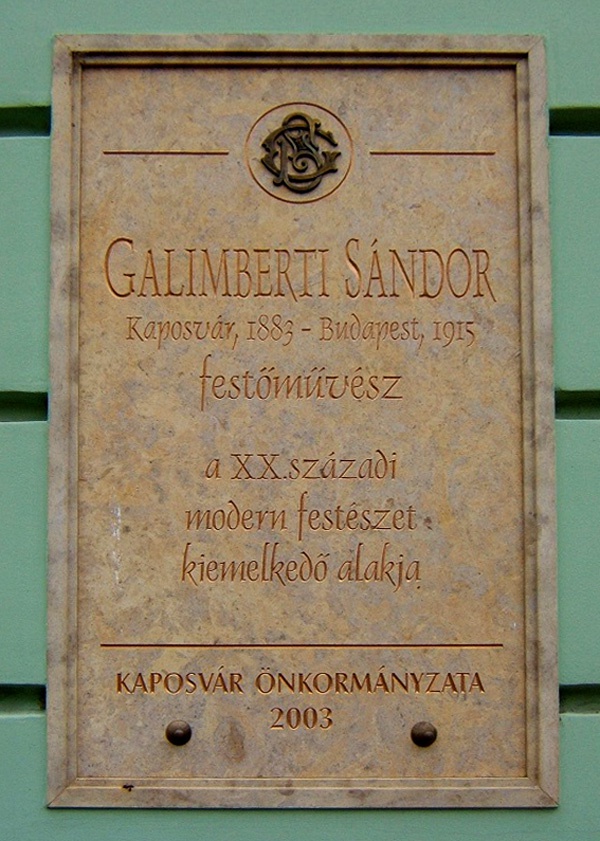 GALIMBERTI SÁNDOR
Kaposvár, 1883 - Budapest, 1915
festőművész
a XX.századi
modern festészet
kiemelkedő alakja
KAPOSVÁR ÖNKORMÁNYZATA
2003